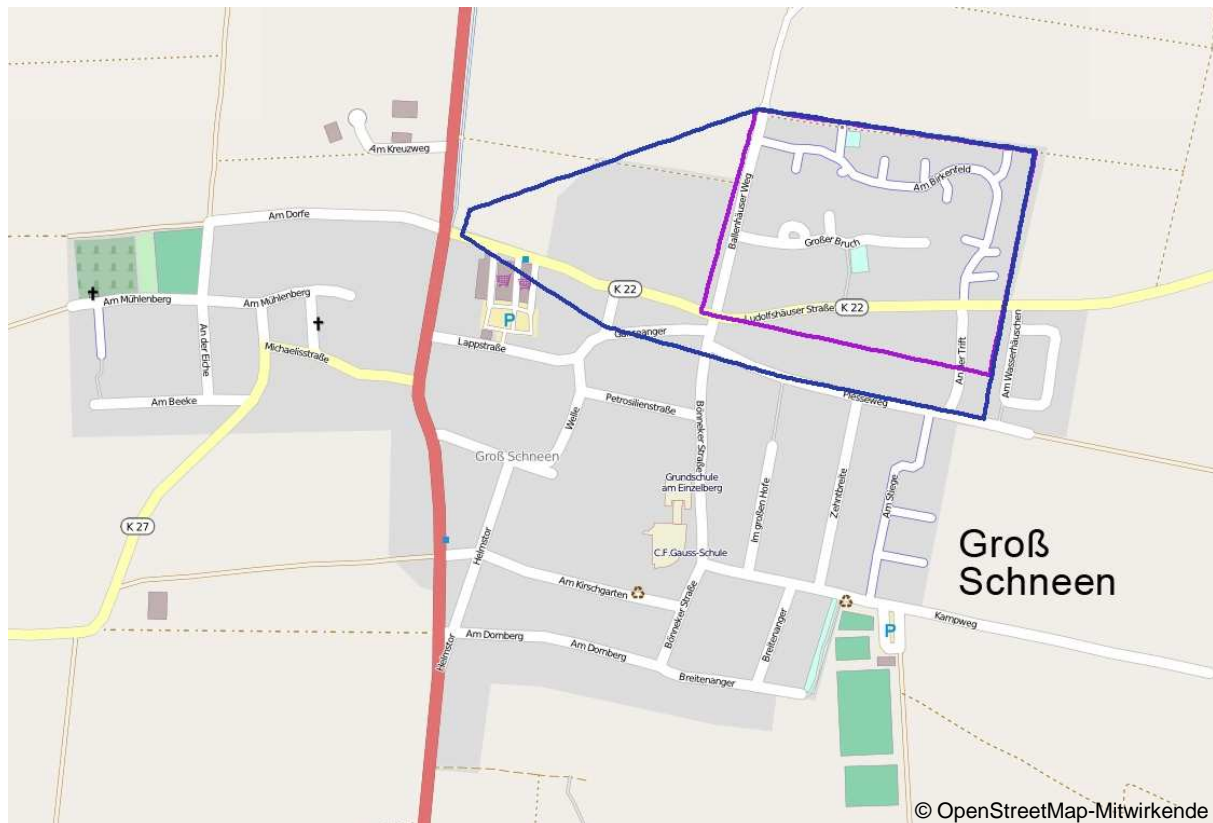 Am Kreuzweg
Am Birkenfeld
Ballenhäuser Weg
Am Dorfe
Großer Bruch
K 22
Am Mühlenberg
Am Mühlenberg
K 22
Ludolfshäuser Straße
P
Gänseanger
Lappstraße
An der Eiche
Michaelisstraße
An der Trift
Am Wasserhäuschen
Am Beeke
Petrosilienstraße
Plesseweg
Welle
Bönneker Straße
Groß Schneen
Grundschule
am Einzelberg
Im großen Hofe
Zehntbreite
Am Stiege
K 27
Helmstor
C.F.Gauss-Schule
Groß
Schneen
Am Kirschgarten
Bönneker Straße
Kampweg
P
Am Dornberg
Am Dornberg
Breitenanger
Helmstor
Breitenanger
© OpenStreetMap-Mitwirkende